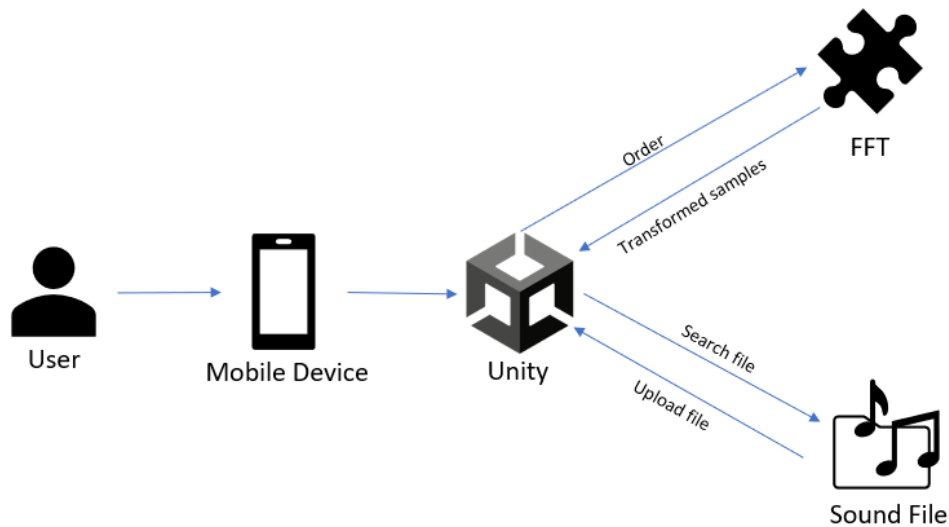 Order
FFT
Transformed samples
User
Mobile Device
Unity
Search file
Upload file
Sound File